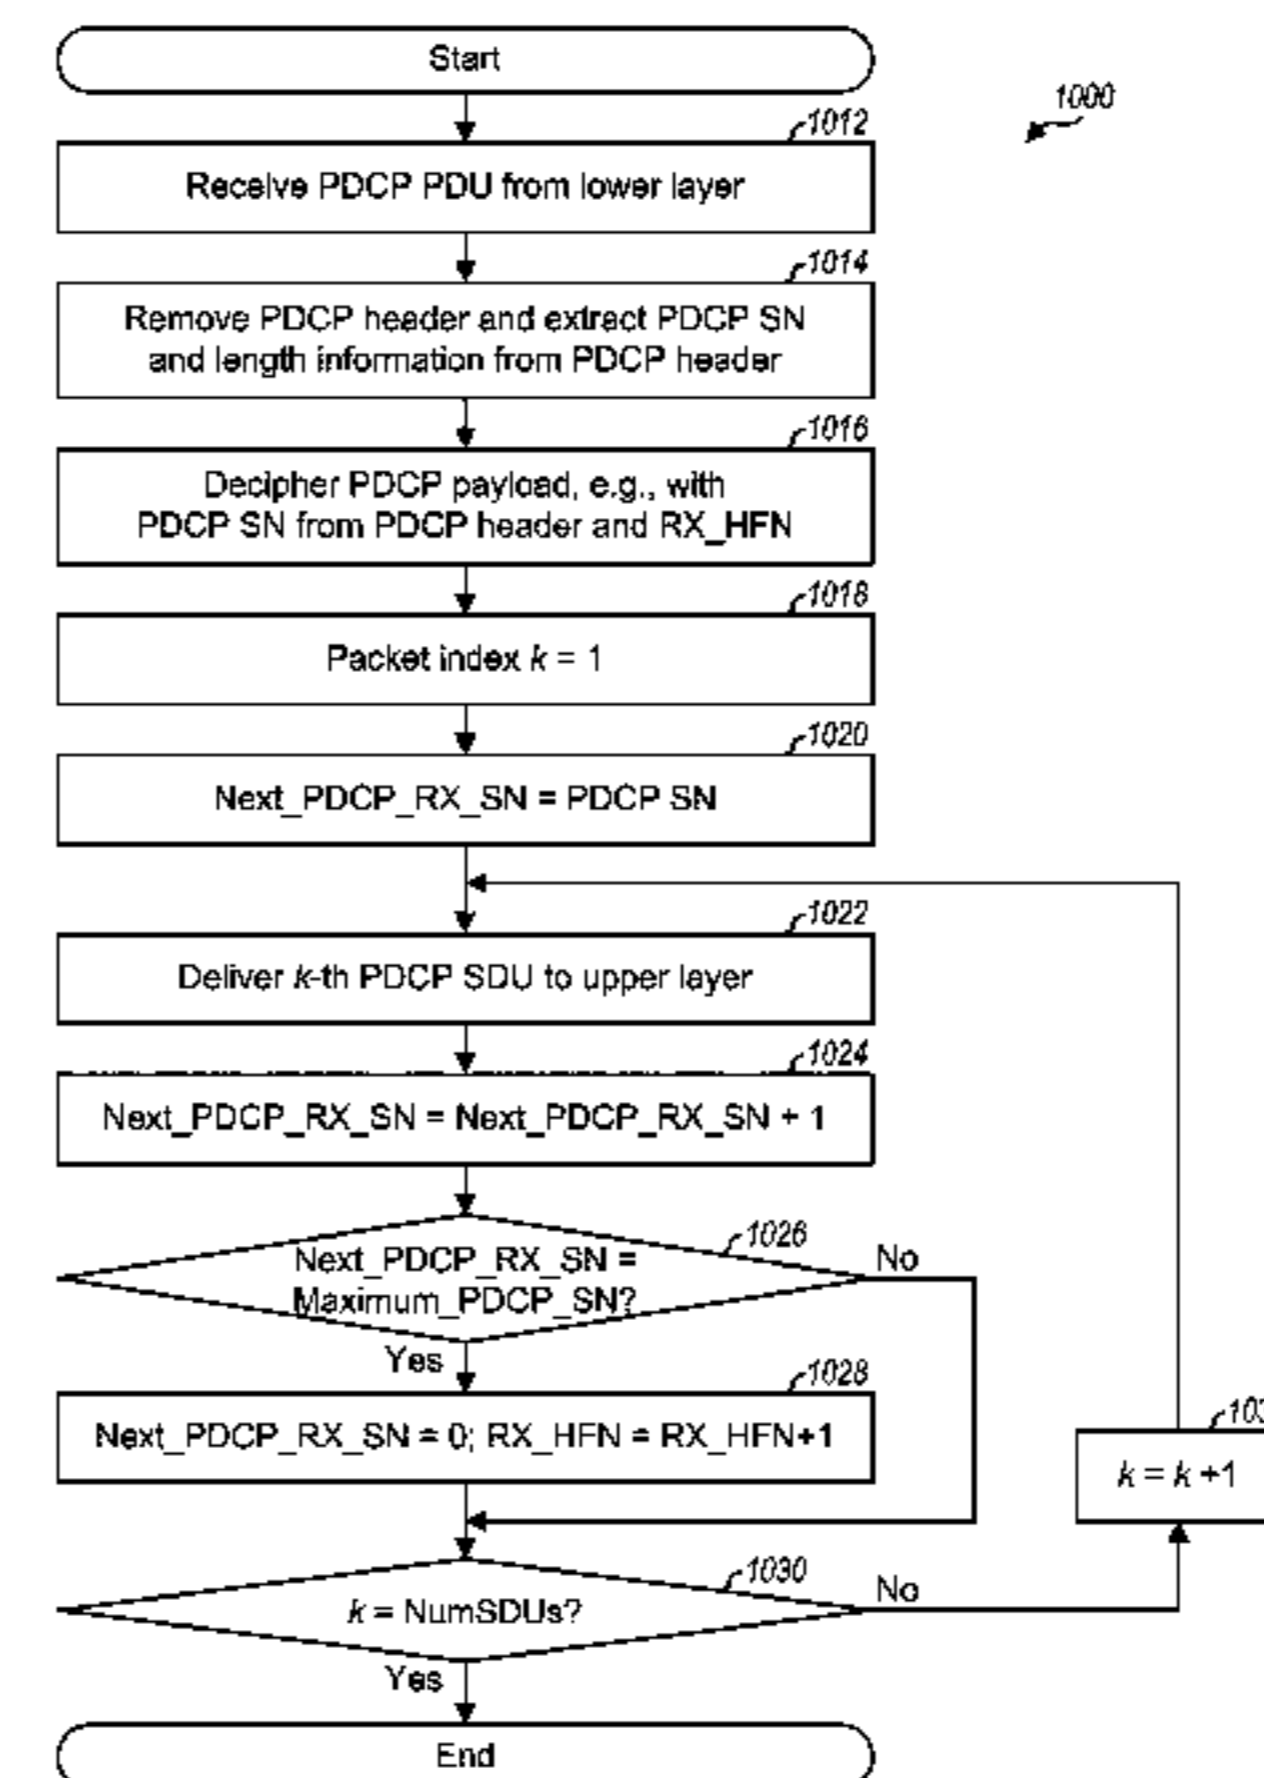 Start
1000
1012
Receive PDCP PDU from lower layer
1014
Remove PDCP header and extract PDCP SN
and length information from PDCP header
1016
Decipher PDCP payload, e.g., with
PDCP SN from PDCP header and RX_HFN
1018
Packet index k = 1
1020
Next_PDCP_RX_SN = PDCP SN
1022
Deliver k-th PDCP SDU to upper layer
1024
Next_PDCP_RX_SN = Next_PDCP_RX_SN + 1
1026
Next_PDCP_RX_SN =
Maximum_PDCP_SN?
No
Yes
1028
Next_PDCP_RX_SN = 0; RX_HFN = RX_HFN+1
k = k +1
1030
k = NumSDUs?
No
Yes
End